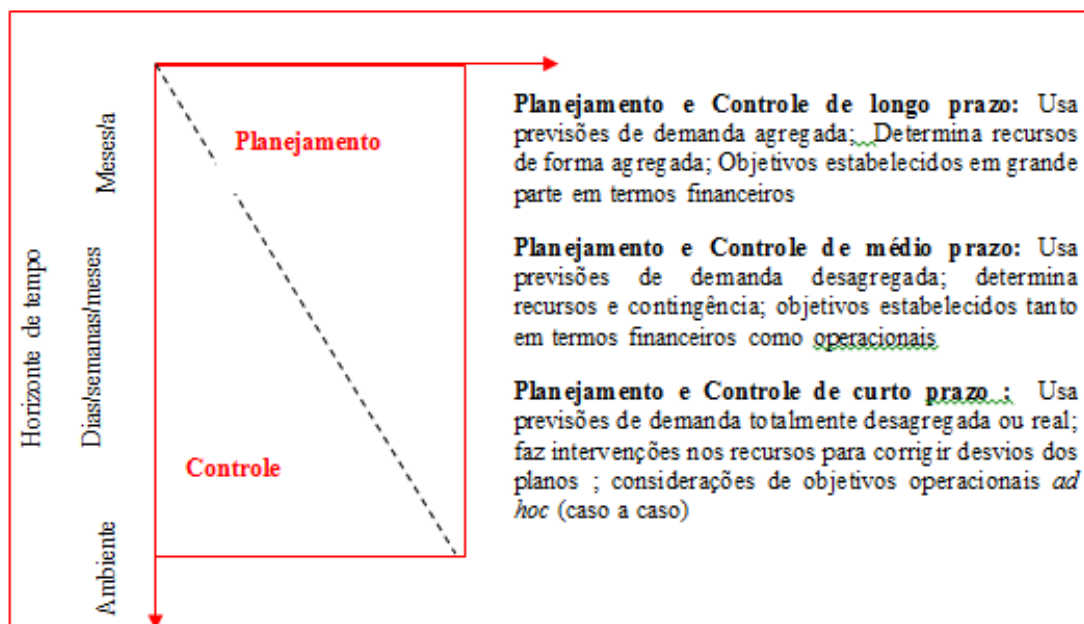 Horizonte de tempo
Meses/a
Dias/semanas/meses
Ambiente
Planejamento
Controle
Planejamento e Controle de longo prazo: Usa
previsões de demanda agregada; Determina recursos
de forma agregada; Objetivos estabelecidos em grande
parte em termos financeiros
Planejamento e Controle de médio prazo: Usa
previsões de demanda desagregada; determina
recursos e contingência; objetivos estabelecidos tanto
em termos financeiros como operacionais
Planejamento e Controle de curto prazo : Usa
previsões de demanda totalmente desagregada ou real;
faz intervenções nos recursos para corrigir desvios dos
planos ; considerações de objetivos operacionais ad
hoc (caso a caso)